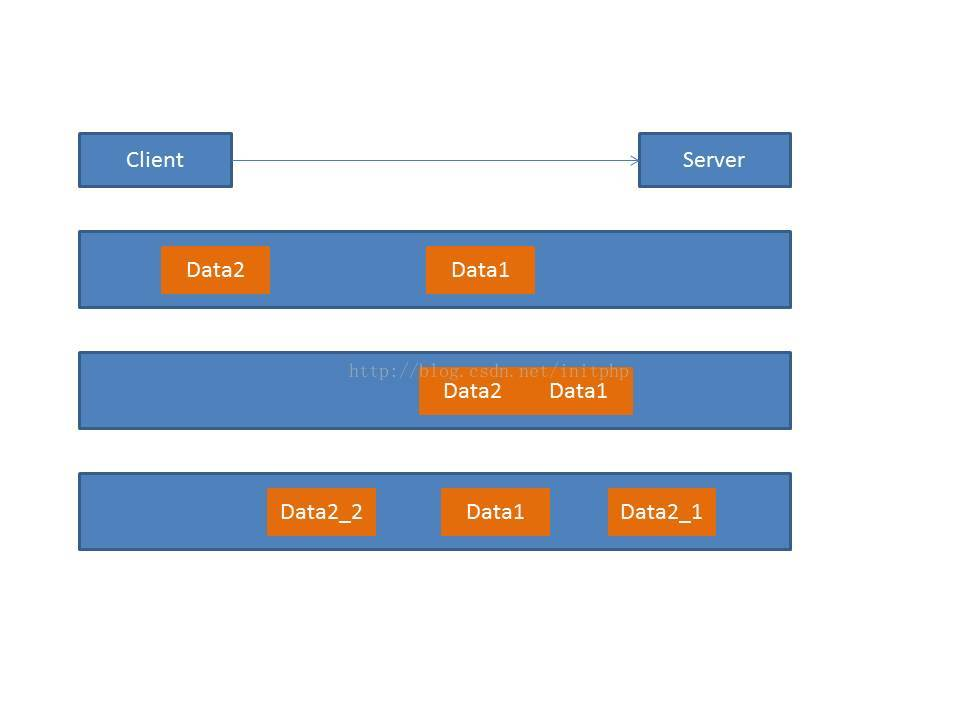 Client
Server
Data2
Data1
http://blog.csdn.net/initphp
Data2
Data1
Data2_2
Data1
Data2_1